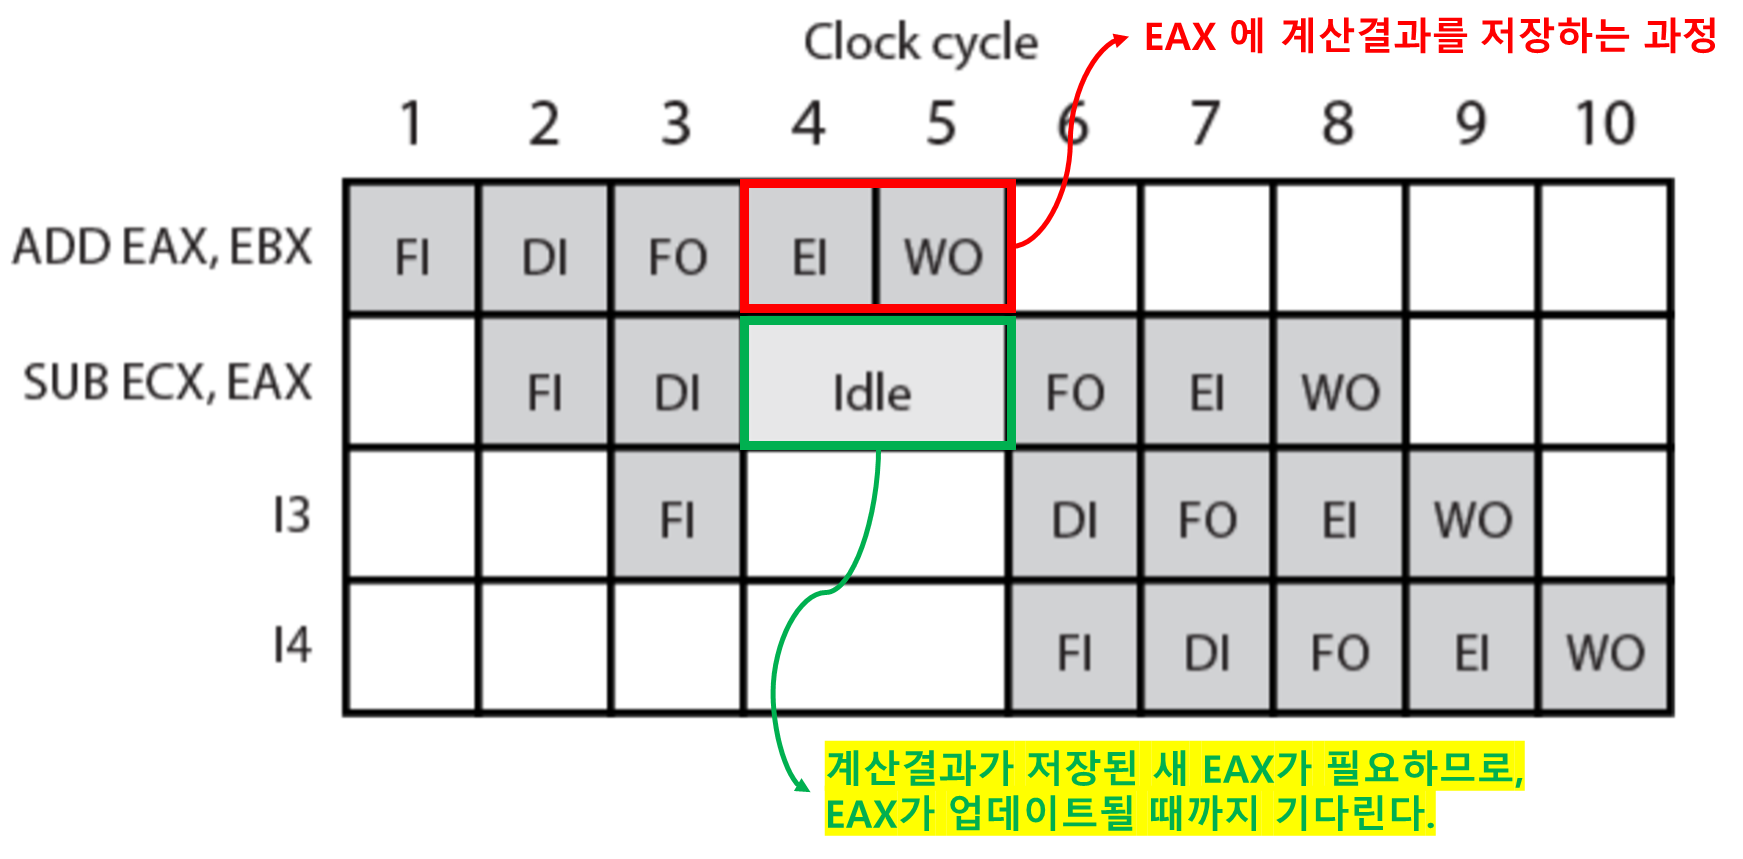 Clock cycle
EAX 에 계산결과를 저장하는 과정
1 2 3 4 5 6 7 8 9 10
ADD EAX, EBX FI DI FO EI WO
SUB ECX, EAX FI DI Idle FO EI WO
I3 FI DI FO EI WO
I4 FI DI FO EI WO
계산결과가 저장된 새 EAX가 필요하므로,
EAX가 업데이트될 때까지 기다린다.